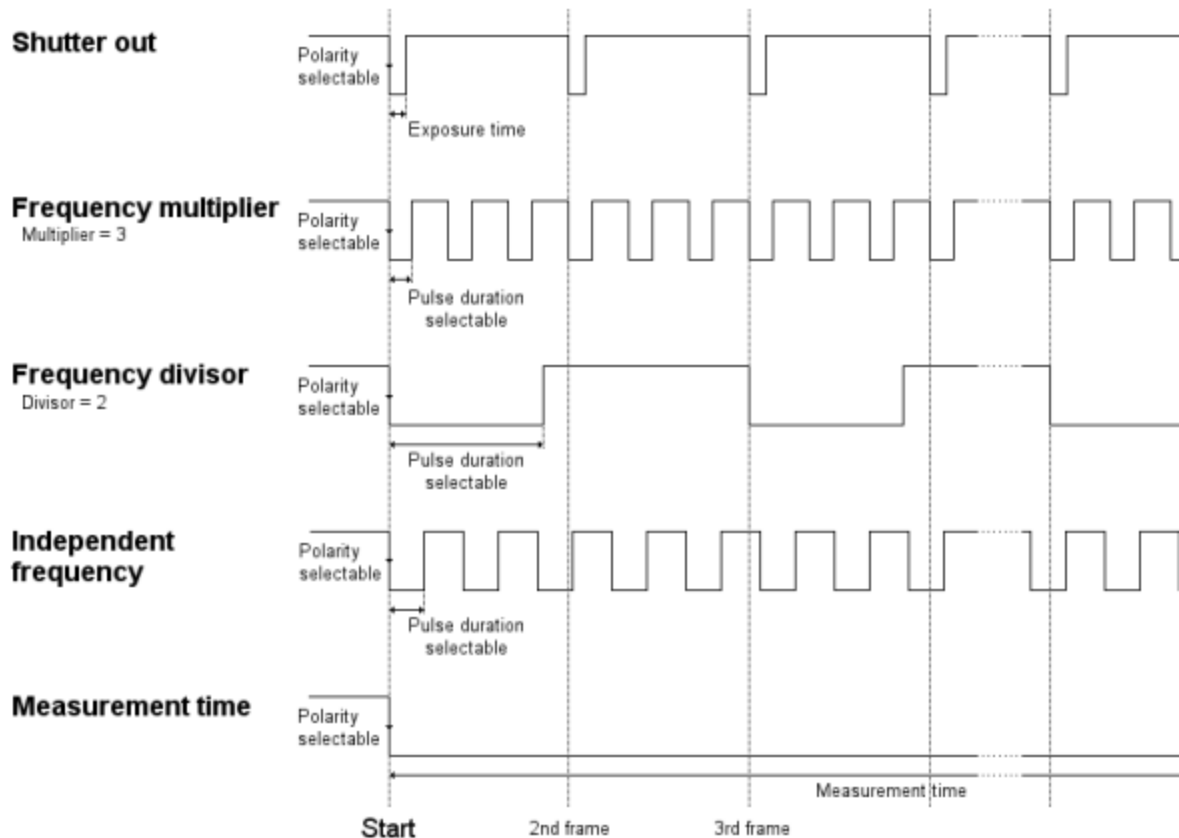 Shutter out
Polarity
selectable
Exposure time
Frequency multiplier
Multiplier = 3
Polarity
selectable
Pulse duration
selectable
Frequency divisor
Divisor = 2
Polarity
selectable
Pulse duration
selectable
Independent
frequency
Polarity
selectable
Pulse duration
selectable
Measurement time
Polarity
selectable
Measurement time
Start
2nd frame
3rd frame